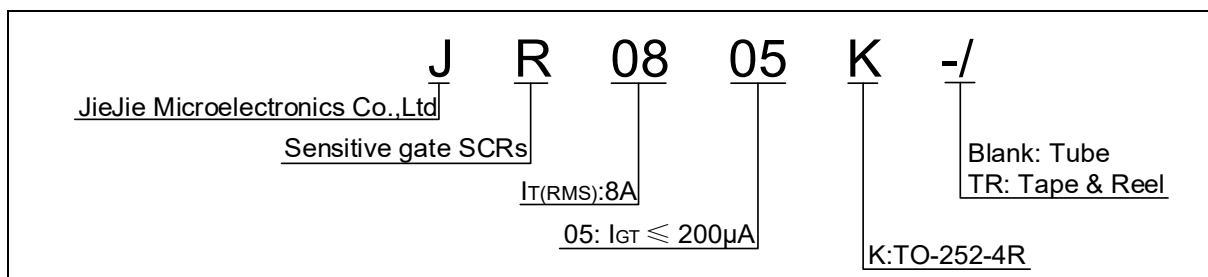 J R 08 05 K -/
JieJie Microelectronics Co.,Ltd
Sensitive gate SCRs
IT(RMS):8A
05: IGT ≤ 200μA
Blank: Tube
TR: Tape & Reel
K:TO-252-4R